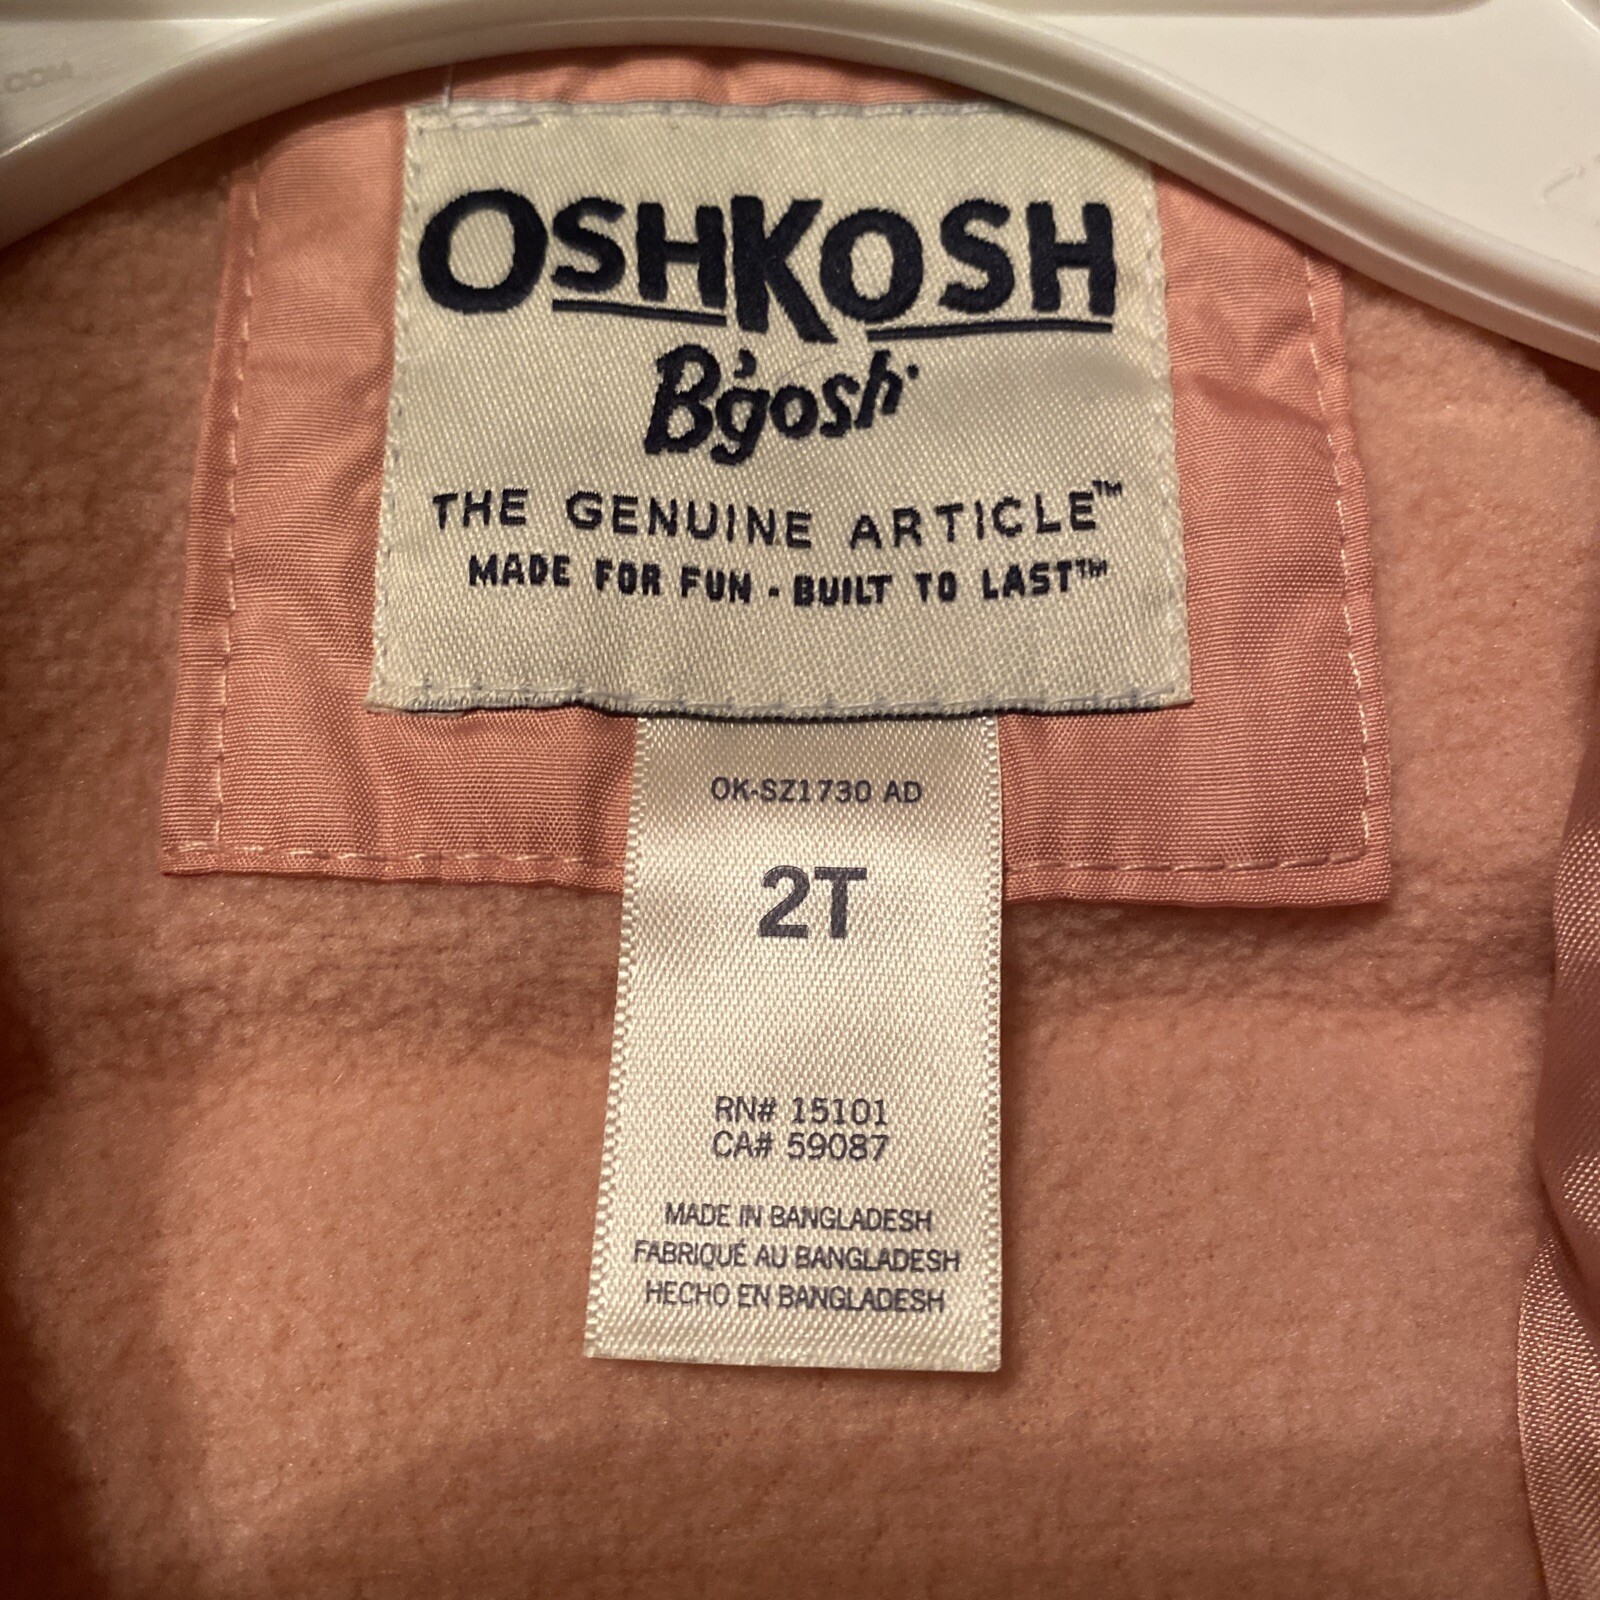 .COM
OSHKOSH
B'gosh
THE GENUINE ARTICLE™
MADE FOR FUN - BUILT TO LAST™
OK-SZ1730 AD
2T
RN# 15101
CA# 59087
MADE IN BANGLADESH
FABRIQUÉ AU BANGLADESH
HECHO EN BANGLADESH